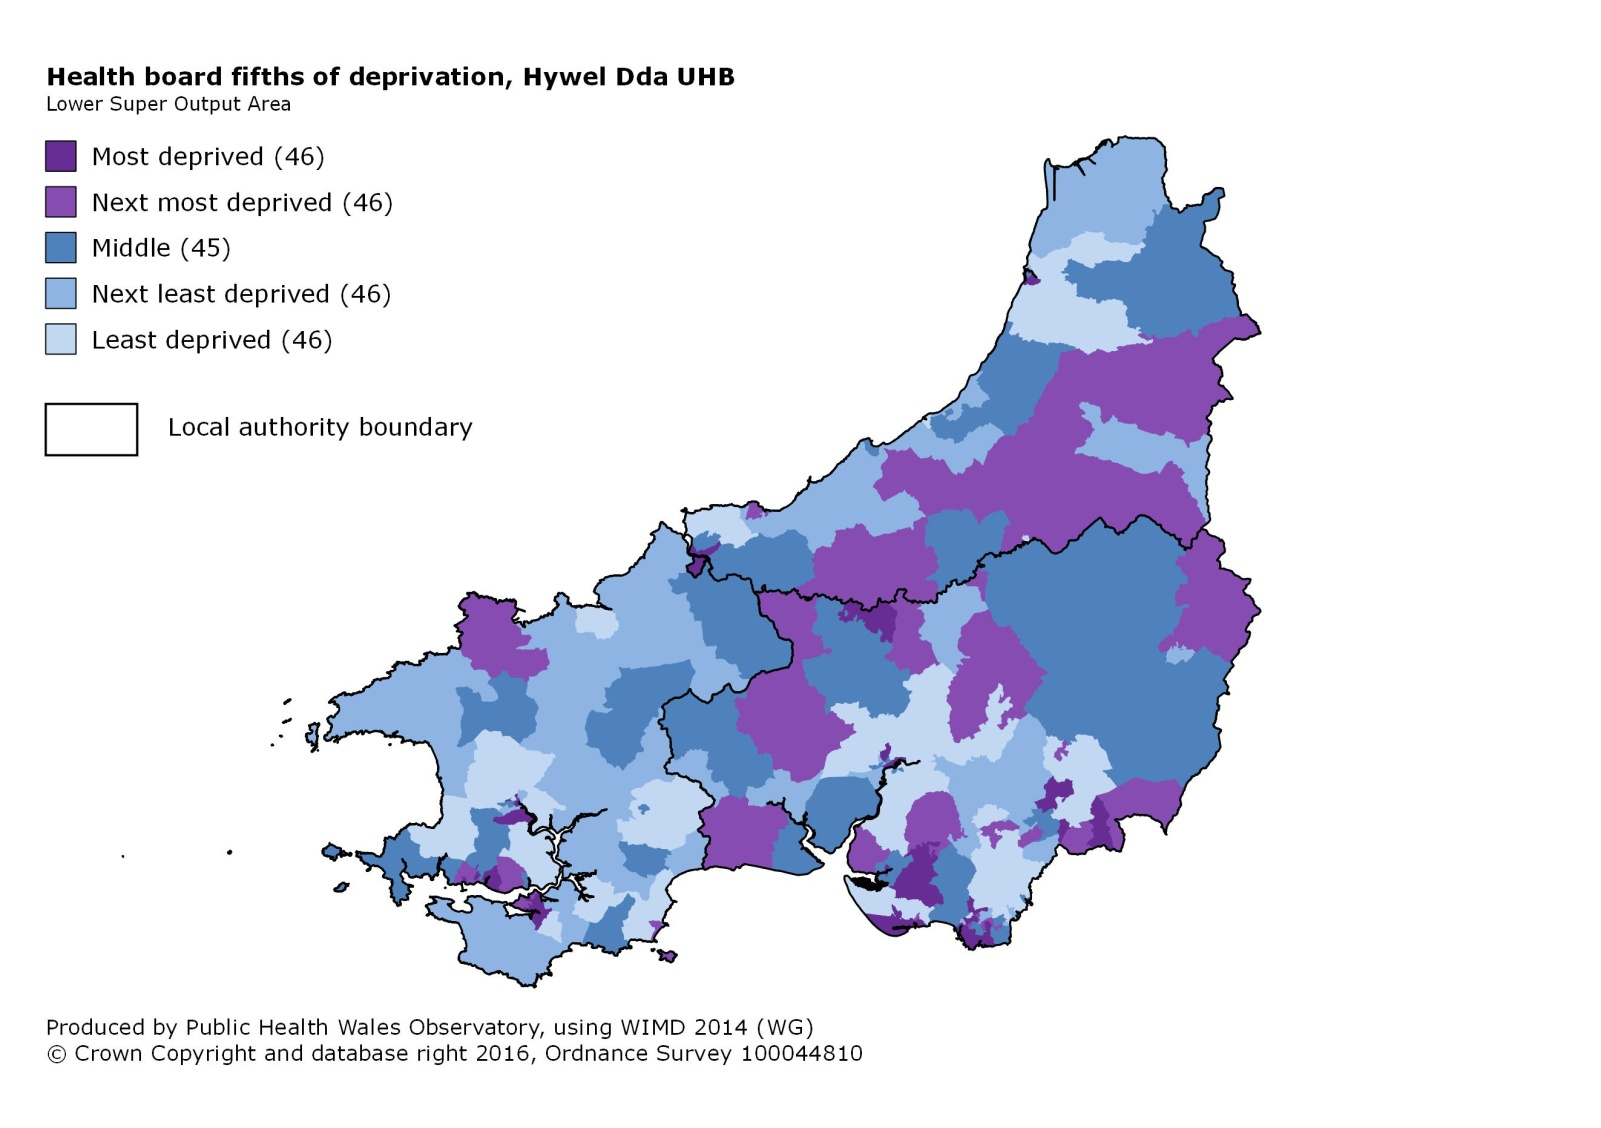 Health board fifths of deprivation, Hywel Dda UHB
Lower Super Output Area
Most deprived (46)
Next most deprived (46)
Middle (45)
Next least deprived (46)
Least deprived (46)
Local authority boundary
Produced by Public Health Wales Observatory, using WIMD 2014 (WG)
© Crown Copyright and database right 2016, Ordnance Survey 100044810